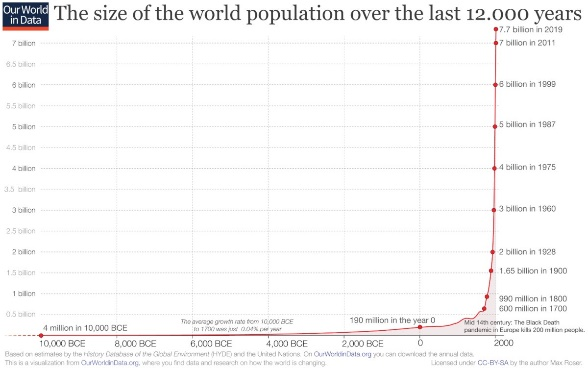 Our World
in Data
The size of the world population over the last 12.000 years
7.7 billion in 2019
7 billion
7 billion in 2011
6.5 billion
6 billion
6 billion in 1999
5.5 billion
5 billion
5 billion in 1987
4.5 billion
4 billion
4 billion in 1975
3.5 billion
3 billion
3 billion in 1960
2.5 billion
2 billion
2 billion in 1928
1.5 billion
1.65 billion in 1900
1 billion
990 million in 1800
600 million in 1700
0.5 billion
4 million in 10,000 BCE
The average growth rate from 10,000 BCE
to 1700 was just 0.04% per year
190 million in the year 0
Mid 14th century: The Black Death
pandemic in Europe kills 200 million people.
10,000 BCE 8,000 BCE 6,000 BCE 4,000 BCE 2,000 BCE 0 2000
Based on estimates by the History Database of the Global Environment (HYDE) and the United Nations. On OurWorldinData.org you can download the annual data.
This is a visualization from OurWorldinData.org, where you find data and research on how the world is changing.
Licensed under CC-BY-SA by the author Max Roser.